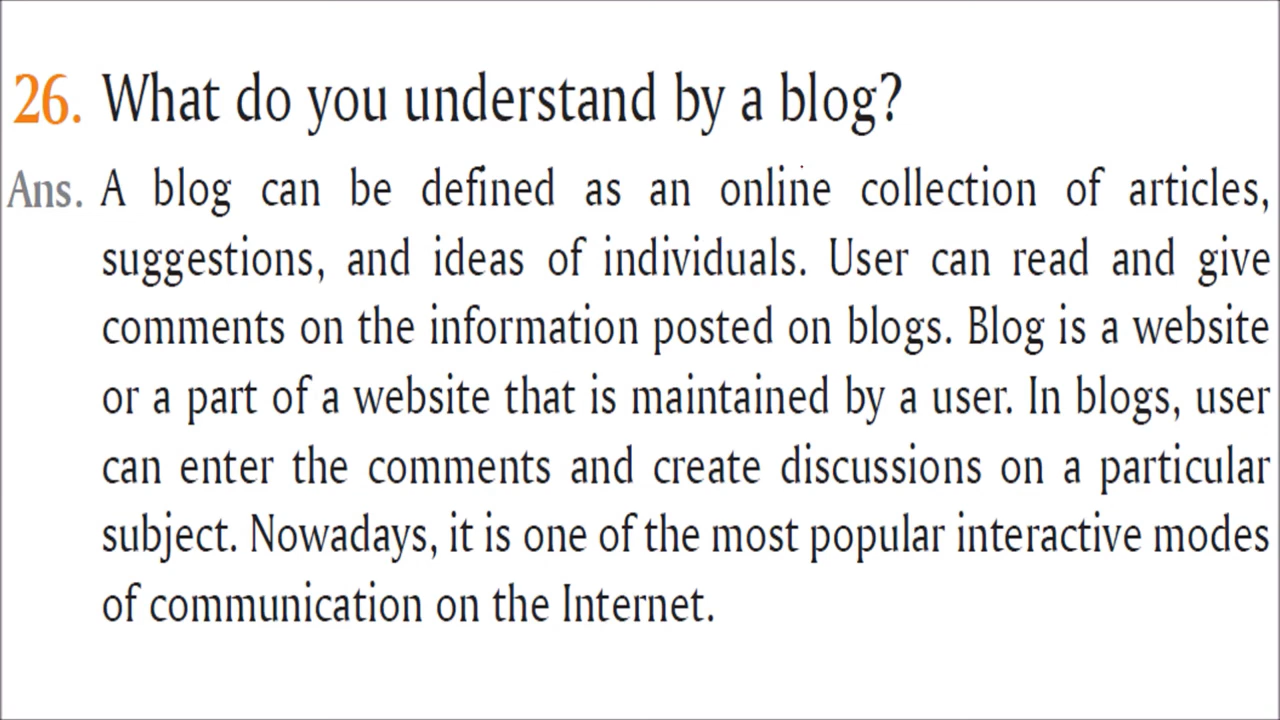 26. What do you understand by a blog?
Ans. A blog can be defined as an online collection of articles,
suggestions, and ideas of individuals. User can read and give
comments on the information posted on blogs. Blog is a website
or a part of a website that is maintained by a user. In blogs, user
can enter the comments and create discussions on a particular
subject. Nowadays, it is one of the most popular interactive modes
of communication on the Internet.